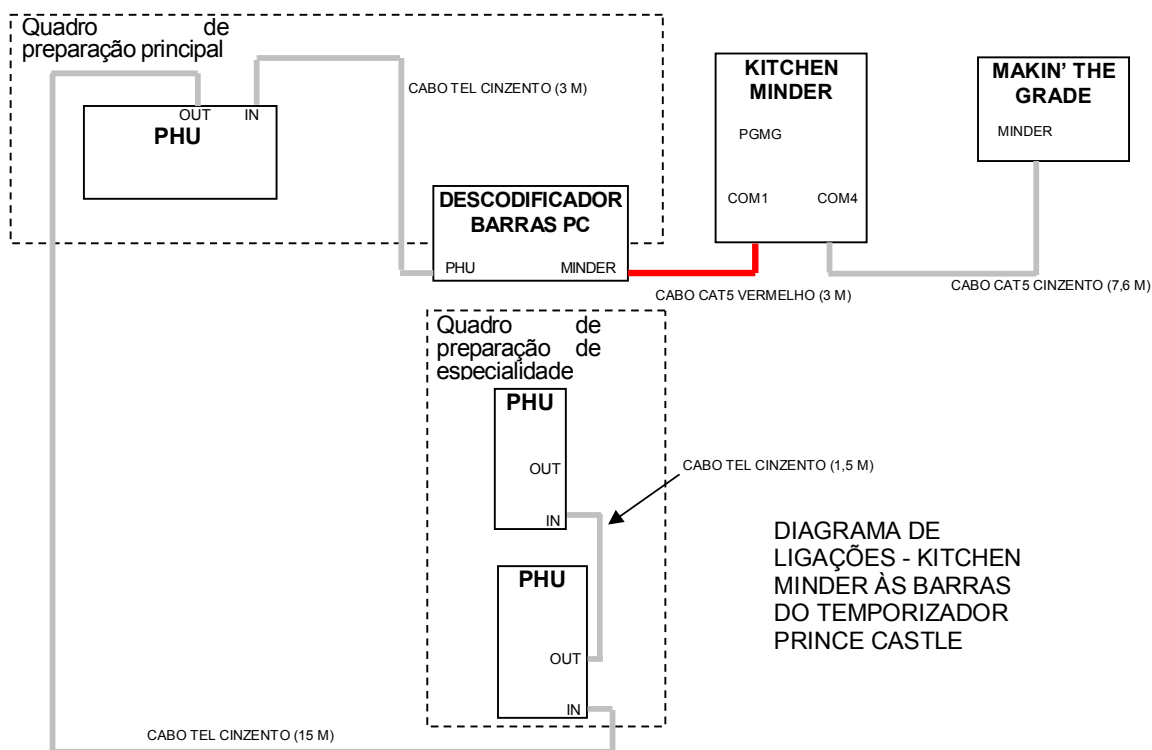 Quadro de
preparação principal
OUT IN
PHU
CABO TEL CINZENTO (3 M)
DESCODIFICADOR
BARRAS PC
PHU MINDER
KITCHEN
MINDER
PGMG
COM1 COM4
MAKIN' THE
GRADE
MINDER
CABO CAT5 VERMELHO (3 M)
CABO CAT5 CINZENTO (7,6 M)
Quadro de
preparação de
especialidade
PHU
OUT
IN
CABO TEL CINZENTO (1,5 M)
PHU
OUT
IN
CABO TEL CINZENTO (15 M)
DIAGRAMA DE
LIGAÇÕES - KITCHEN
MINDER ÀS BARRAS
DO TEMPORIZADOR
PRINCE CASTLE